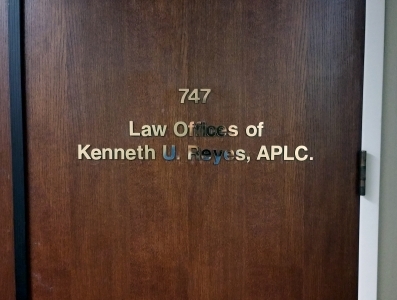 747
Law Offices of
Kenneth U. Reyes, APLC.